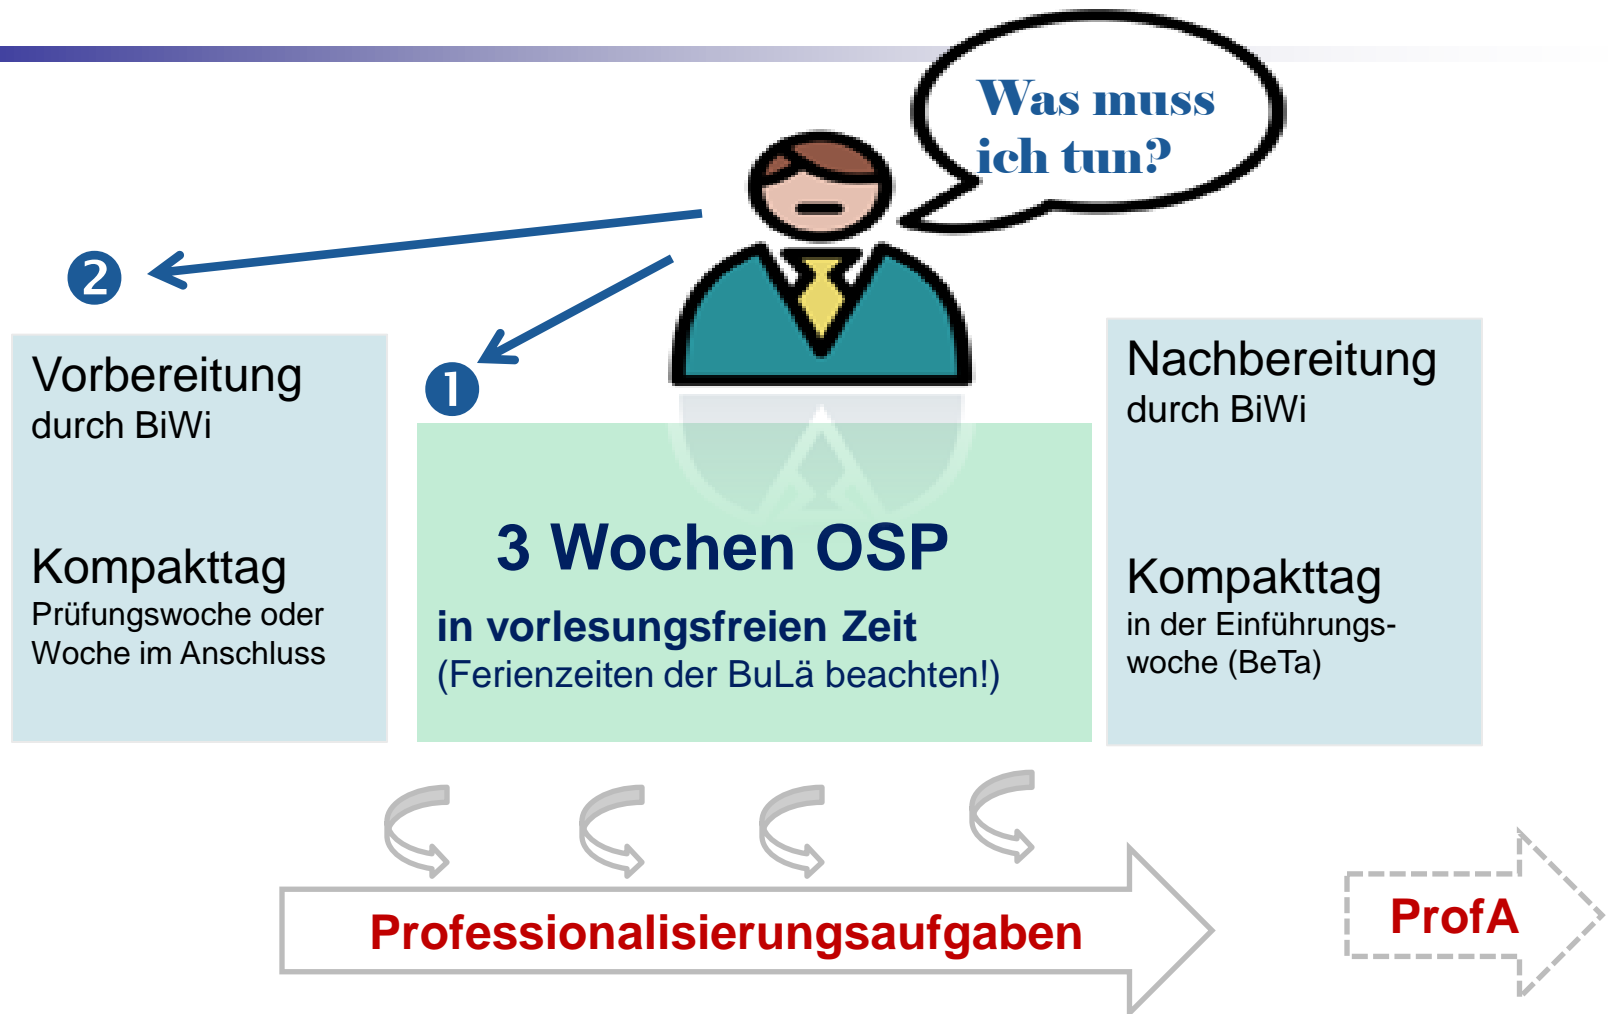 Was muss
ich tun?
2
1
Vorbereitung
durch BiWi
Kompakttag
Prüfungswoche oder
Woche im Anschluss
3 Wochen OSP
in vorlesungsfreien Zeit
(Ferienzeiten der BuLä beachten!)
Nachbereitung
durch BiWi
Kompakttag
in der Einführungs-
woche (BeTa)
Professionalisierungsaufgaben
ProfA